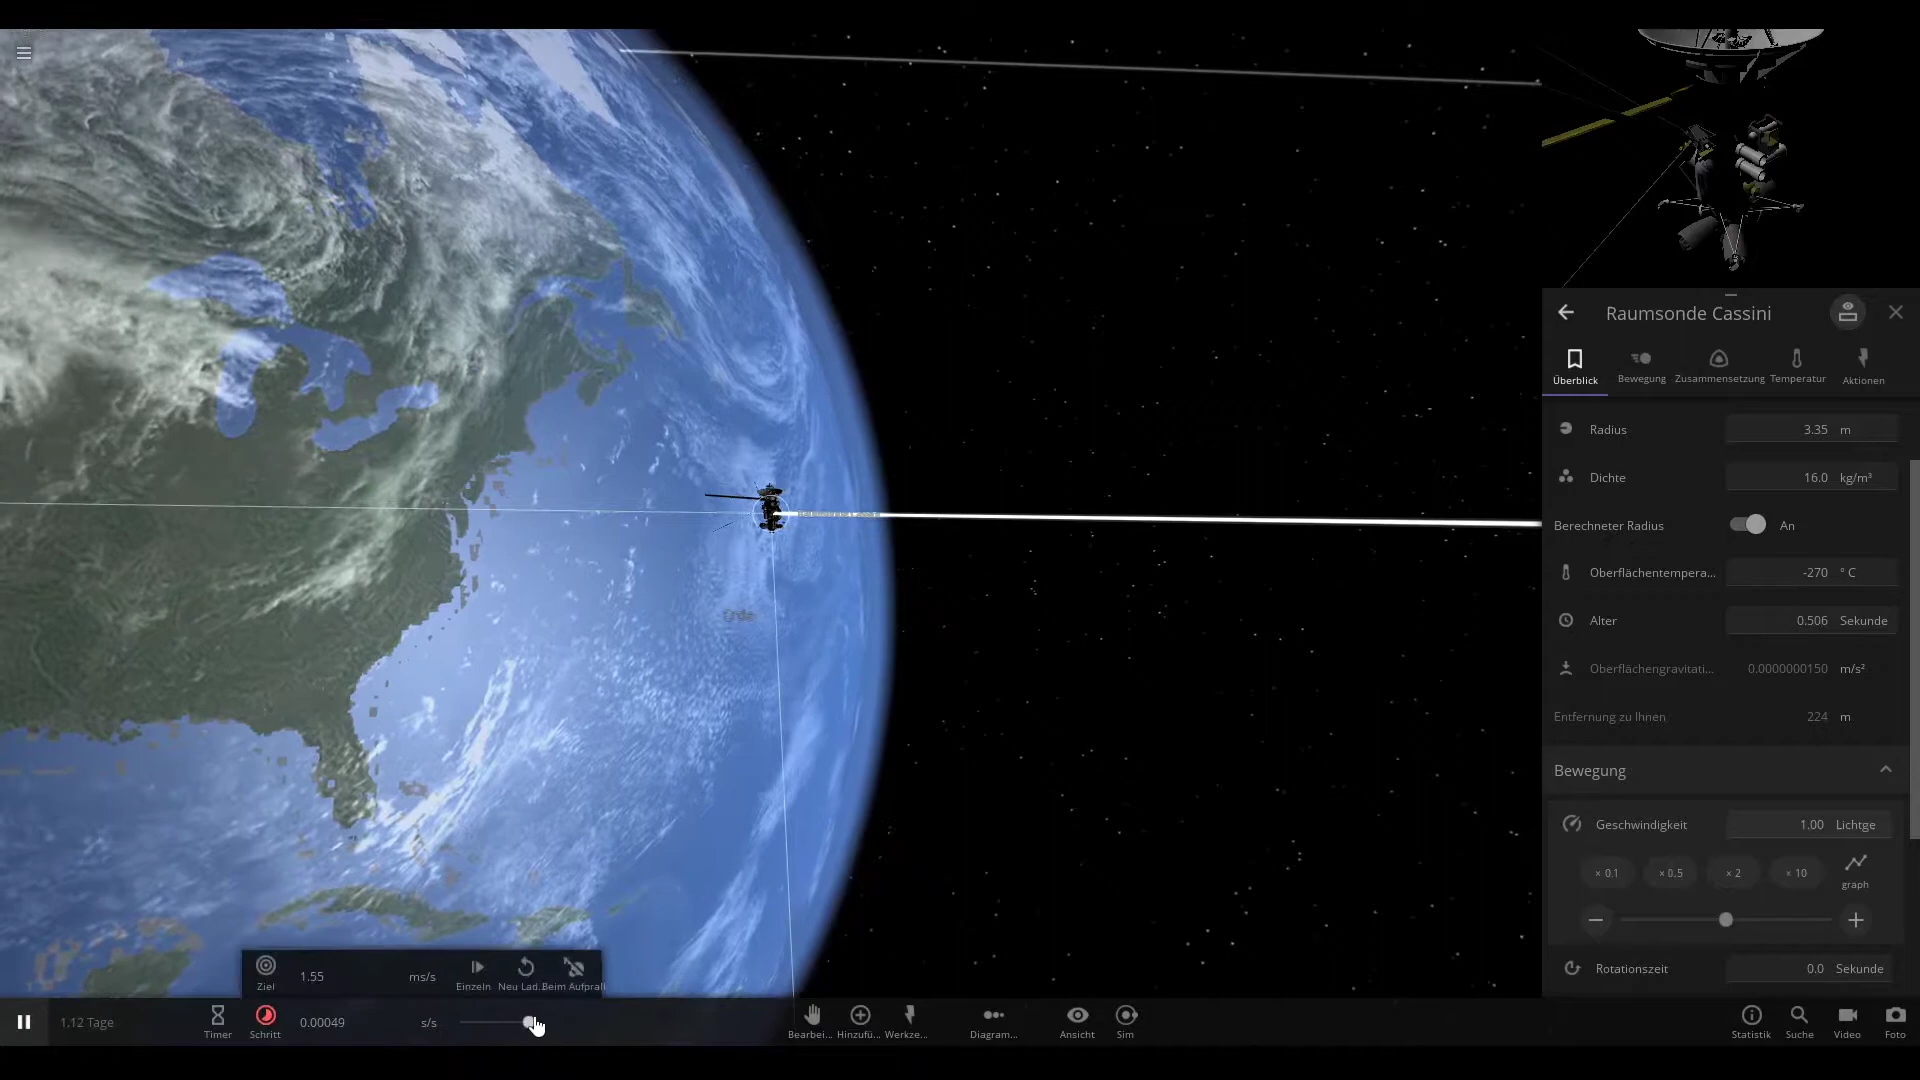 Raumsonde Cassini
Überblick
Bewegung
Zusammensetzung
Temperatur
Aktionen
Radius 3.35 m
Dichte 16.0 kg/m³
Berechneter Radius An
Oberflächentempera... -270 ° C
Alter 0.506 Sekunde
Oberflächengravitati... 0.0000000150 m/s²
Entfernung zu Ihnen 224 m
Bewegung
Geschwindigkeit 1.00 Lichtge
× 0.1 × 0.5 × 2 × 10 graph
Rotationszeit 0.0 Sekunde
Erde
Ziel 1.55 ms/s Einzeln Neu Lad... Beim Aufprall
1.12 Tage Timer Schritt 0.00049 s/s
Bearbei... Hinzufü... Werkze... Diagram... Ansicht Sim
Statistik Suche Video Foto